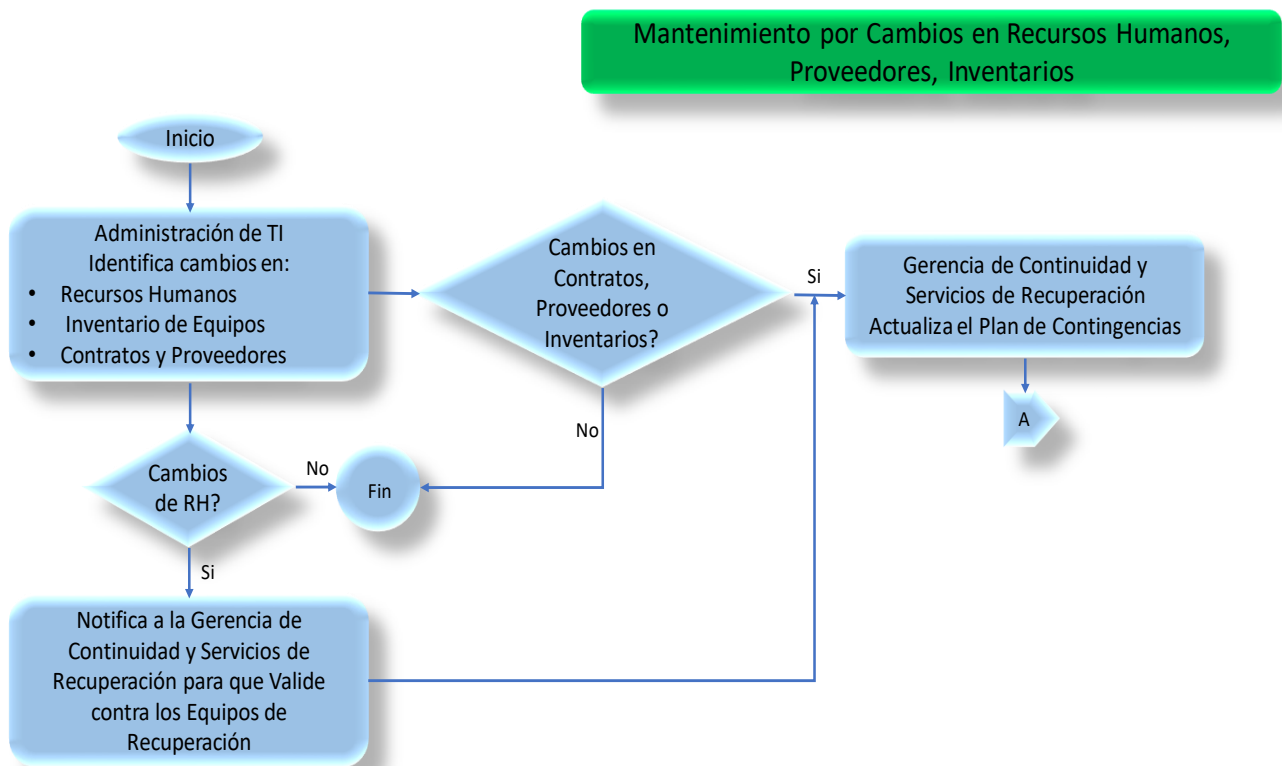 Mantenimiento por Cambios en Recursos Humanos,
Proveedores, Inventarios
Inicio
Administración de TI
Identifica cambios en:
• Recursos Humanos
• Inventario de Equipos
• Contratos y Proveedores
Cambios en
Contratos,
Proveedores o
Inventarios?
Si
Gerencia de Continuidad y
Servicios de Recuperación
Actualiza el Plan de Contingencias
A
No
Cambios
de RH?
No
Fin
Si
Notifica a la Gerencia de
Continuidad y Servicios de
Recuperación para que Valide
contra los Equipos de
Recuperación